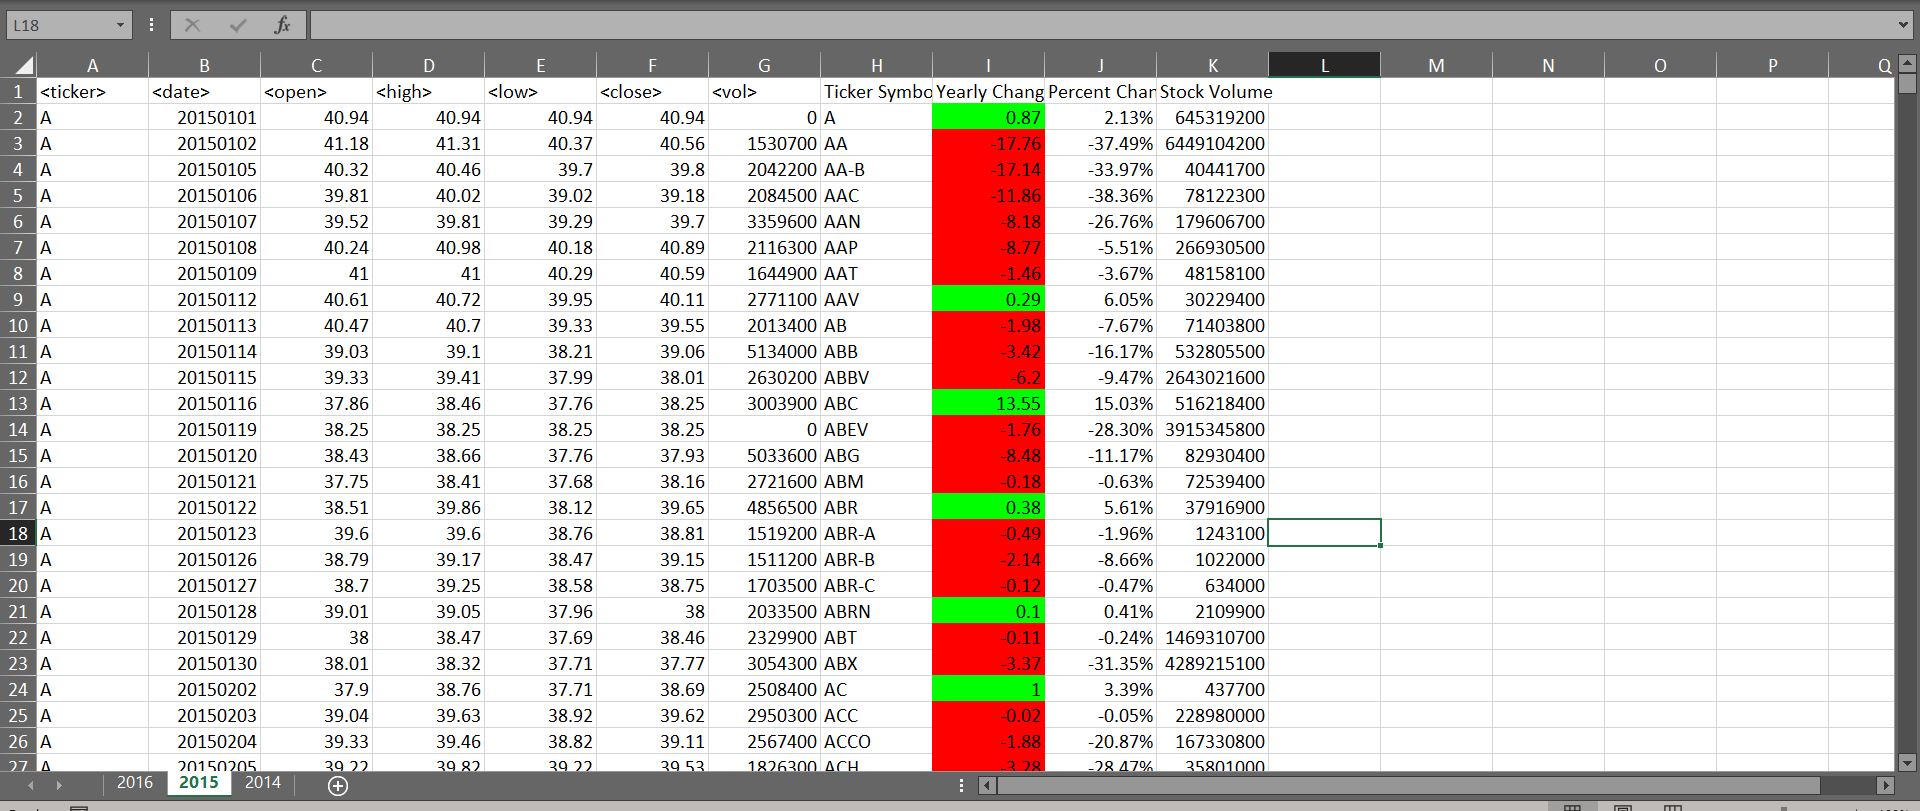 L18 fx
A B C D E F G H I J K L M N O P Q
1 <ticker> <date> <open> <high> <low> <close> <vol> Ticker Symbo Yearly Chang Percent Char Stock Volume
2 A 20150101 40.94 40.94 40.94 40.94 0 A 0.87 2.13% 645319200
3 A 20150102 41.18 41.31 40.37 40.56 1530700 AA -17.76 -37.49% 6449104200
4 A 20150105 40.32 40.46 39.7 39.8 2042200 AA-B -17.14 -33.97% 40441700
5 A 20150106 39.81 40.02 39.02 39.18 2084500 AAC -11.86 -38.36% 78122300
6 A 20150107 39.52 39.81 39.29 39.7 3359600 AAN -8.18 -26.76% 179606700
7 A 20150108 40.24 40.98 40.18 40.89 2116300 AAP -8.77 -5.51% 266930500
8 A 20150109 41 41 40.29 40.59 1644900 AAT -1.46 -3.67% 48158100
9 A 20150112 40.61 40.72 39.95 40.11 2771100 AAV 0.29 6.05% 30229400
10 A 20150113 40.47 40.7 39.33 39.55 2013400 AB -1.98 -7.67% 71403800
11 A 20150114 39.03 39.1 38.21 39.06 5134000 ABB -3.42 -16.17% 532805500
12 A 20150115 39.33 39.41 37.99 38.01 2630200 ABBV -6.2 -9.47% 2643021600
13 A 20150116 37.86 38.46 37.76 38.25 3003900 ABC 13.55 15.03% 516218400
14 A 20150119 38.25 38.25 38.25 38.25 0 ABEV -1.76 -28.30% 3915345800
15 A 20150120 38.43 38.66 37.76 37.93 5033600 ABG -8.48 -11.17% 82930400
16 A 20150121 37.75 38.41 37.68 38.16 2721600 ABM -0.18 -0.63% 72539400
17 A 20150122 38.51 39.86 38.12 39.65 4856500 ABR 0.38 5.61% 37916900
18 A 20150123 39.6 39.6 38.76 38.81 1519200 ABR-A -0.49 -1.96% 1243100
19 A 20150126 38.79 39.17 38.47 39.15 1511200 ABR-B -2.14 -8.66% 1022000
20 A 20150127 38.7 39.25 38.58 38.75 1703500 ABR-C -0.12 -0.47% 634000
21 A 20150128 39.01 39.05 37.96 38 2033500 ABRN 0.1 0.41% 2109900
22 A 20150129 38 38.47 37.69 38.46 2329900 ABT -0.11 -0.24% 1469310700
23 A 20150130 38.01 38.32 37.71 37.77 3054300 ABX -3.37 -31.35% 4289215100
24 A 20150202 37.9 38.76 37.71 38.69 2508400 AC 1 3.39% 437700
25 A 20150203 39.04 39.63 38.92 39.62 2950300 ACC -0.02 -0.05% 228980000
26 A 20150204 39.33 39.46 38.82 39.11 2567400 ACCO -1.88 -20.87% 167330800
27 A 20150205 39.22 39.82 39.22 39.53 1826300 ACH -3.28 -28.47% 35801000
2016 2015 2014